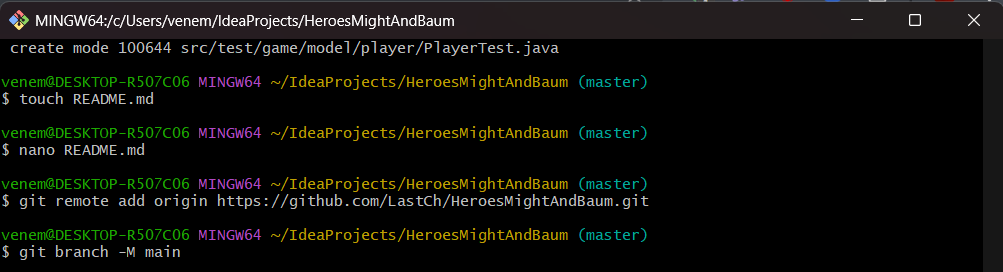 MINGW64:/c/Users/venem/IdeaProjects/HeroesMightAndBaum
create mode 100644 src/test/game/model/player/PlayerTest.java
venem@DESKTOP-R507C06 MINGW64 ~/IdeaProjects/HeroesMightAndBaum (master)
$ touch README.md
venem@DESKTOP-R507C06 MINGW64 ~/IdeaProjects/HeroesMightAndBaum (master)
$ nano README.md
venem@DESKTOP-R507C06 MINGW64 ~/IdeaProjects/HeroesMightAndBaum (master)
$ git remote add origin https://github.com/LastCh/HeroesMightAndBaum.git
venem@DESKTOP-R507C06 MINGW64 ~/IdeaProjects/HeroesMightAndBaum (master)
$ git branch -M main